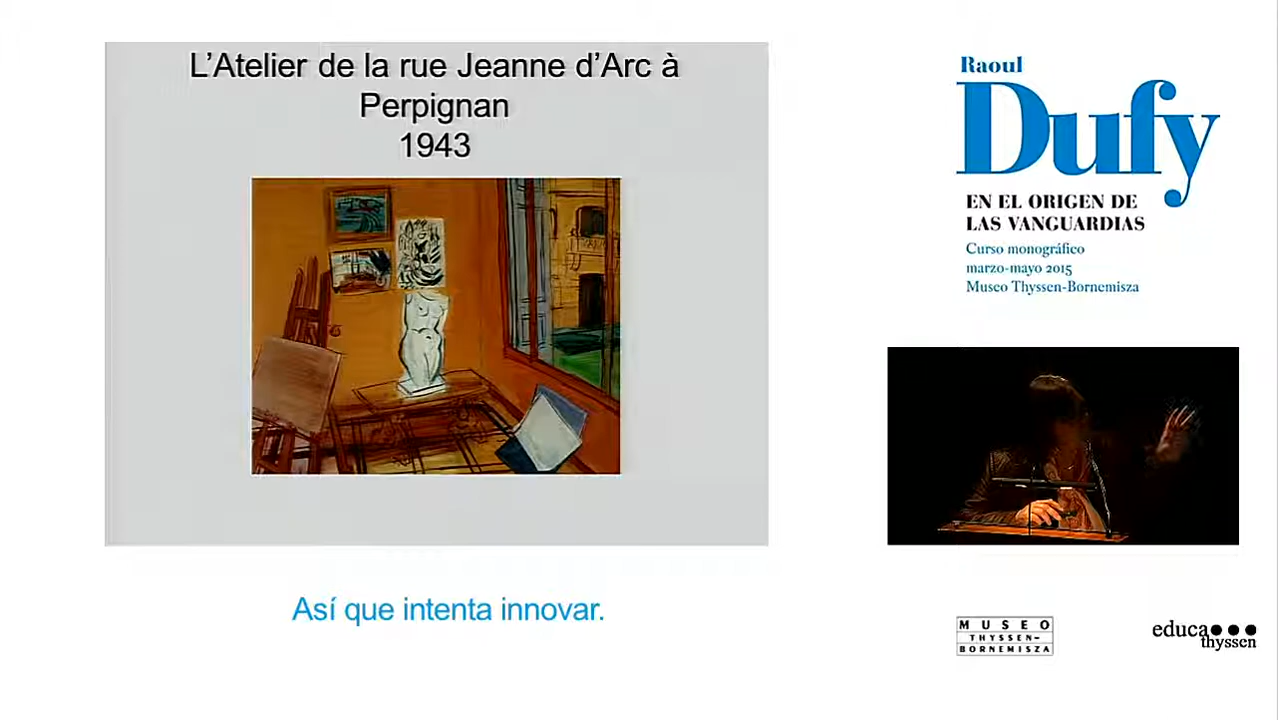 L’Atelier de la rue Jeanne d’Arc à
Perpignan
1943
Raoul
Dufy
EN EL ORIGEN DE
LAS VANGUARDIAS
Curso monográfico
marzo-mayo 2015
Museo Thyssen-Bornemisza
Así que intenta innovar.
MUSEO
THYSSEN-
BORNEMISZA
educa
thyssen